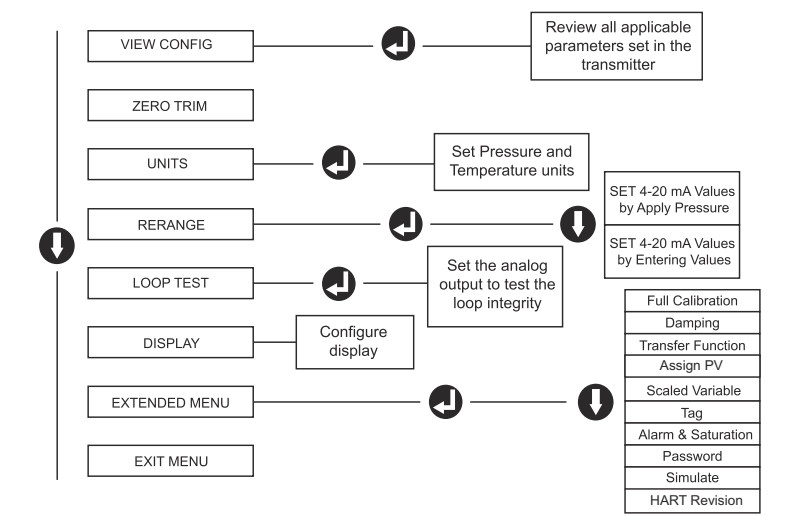 VIEW CONFIG
Review all applicable
parameters set in the
transmitter
ZERO TRIM
UNITS
Set Pressure and
Temperature units
RERANGE
SET 4-20 mA Values
by Apply Pressure
SET 4-20 mA Values
by Entering Values
LOOP TEST
Set the analog
output to test the
loop integrity
DISPLAY
Configure
display
EXTENDED MENU
Full Calibration
Damping
Transfer Function
Assign PV
Scaled Variable
Tag
Alarm & Saturation
Password
Simulate
HART Revision
EXIT MENU